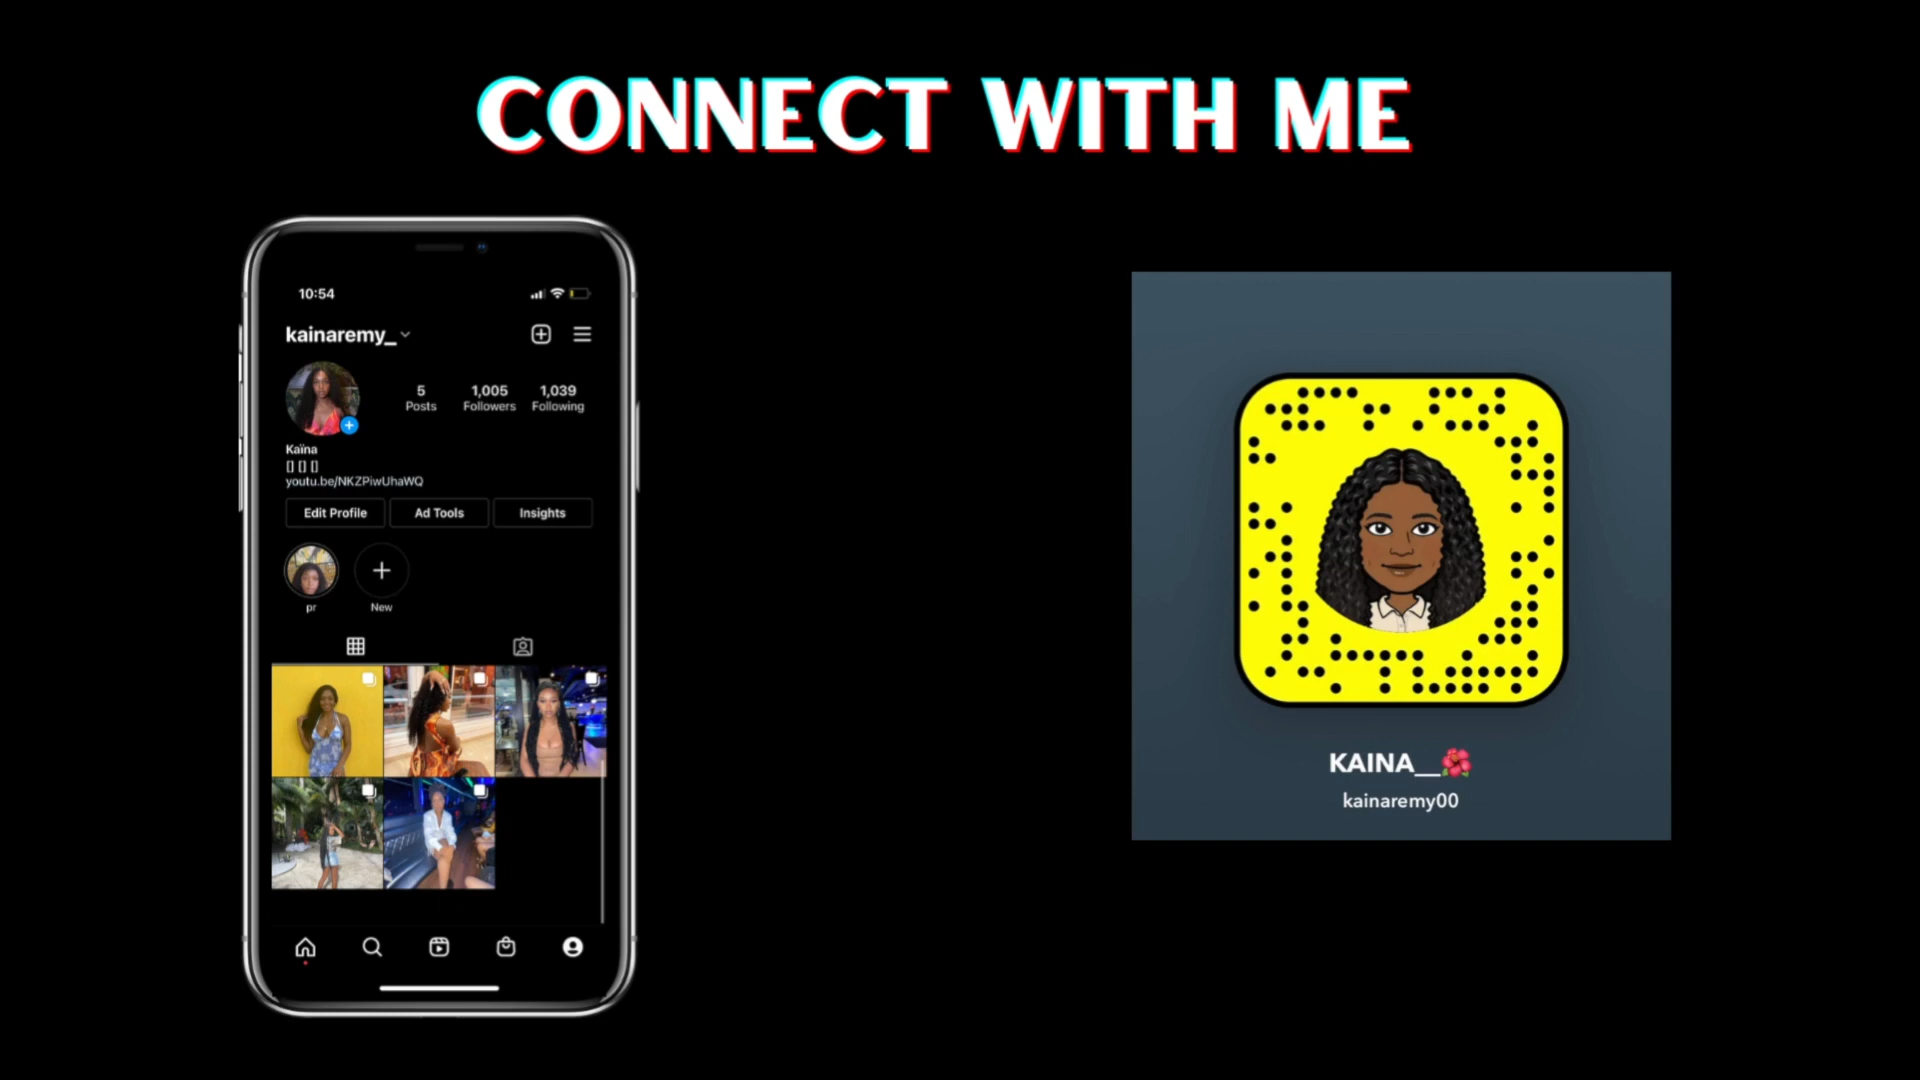 CONNECT WITH ME
10:54
kainaremy_
5 1,005 1,039
Posts Followers Following
Kaïna
youtu.be/NKZPiwUhaWQ
Edit Profile Ad Tools Insights
pr New
KAINA__🌺
kainaremy00